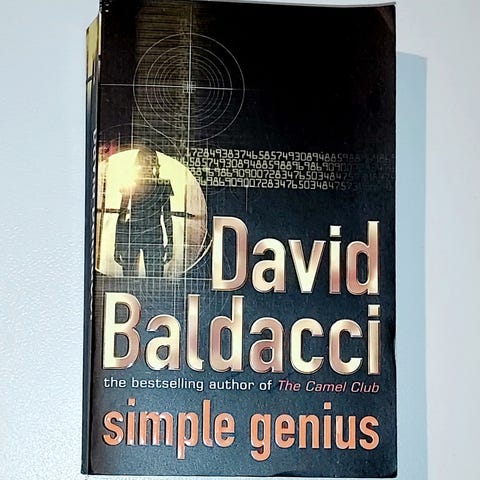 David
Baldacci
the bestselling author of The Camel Club
simple genius